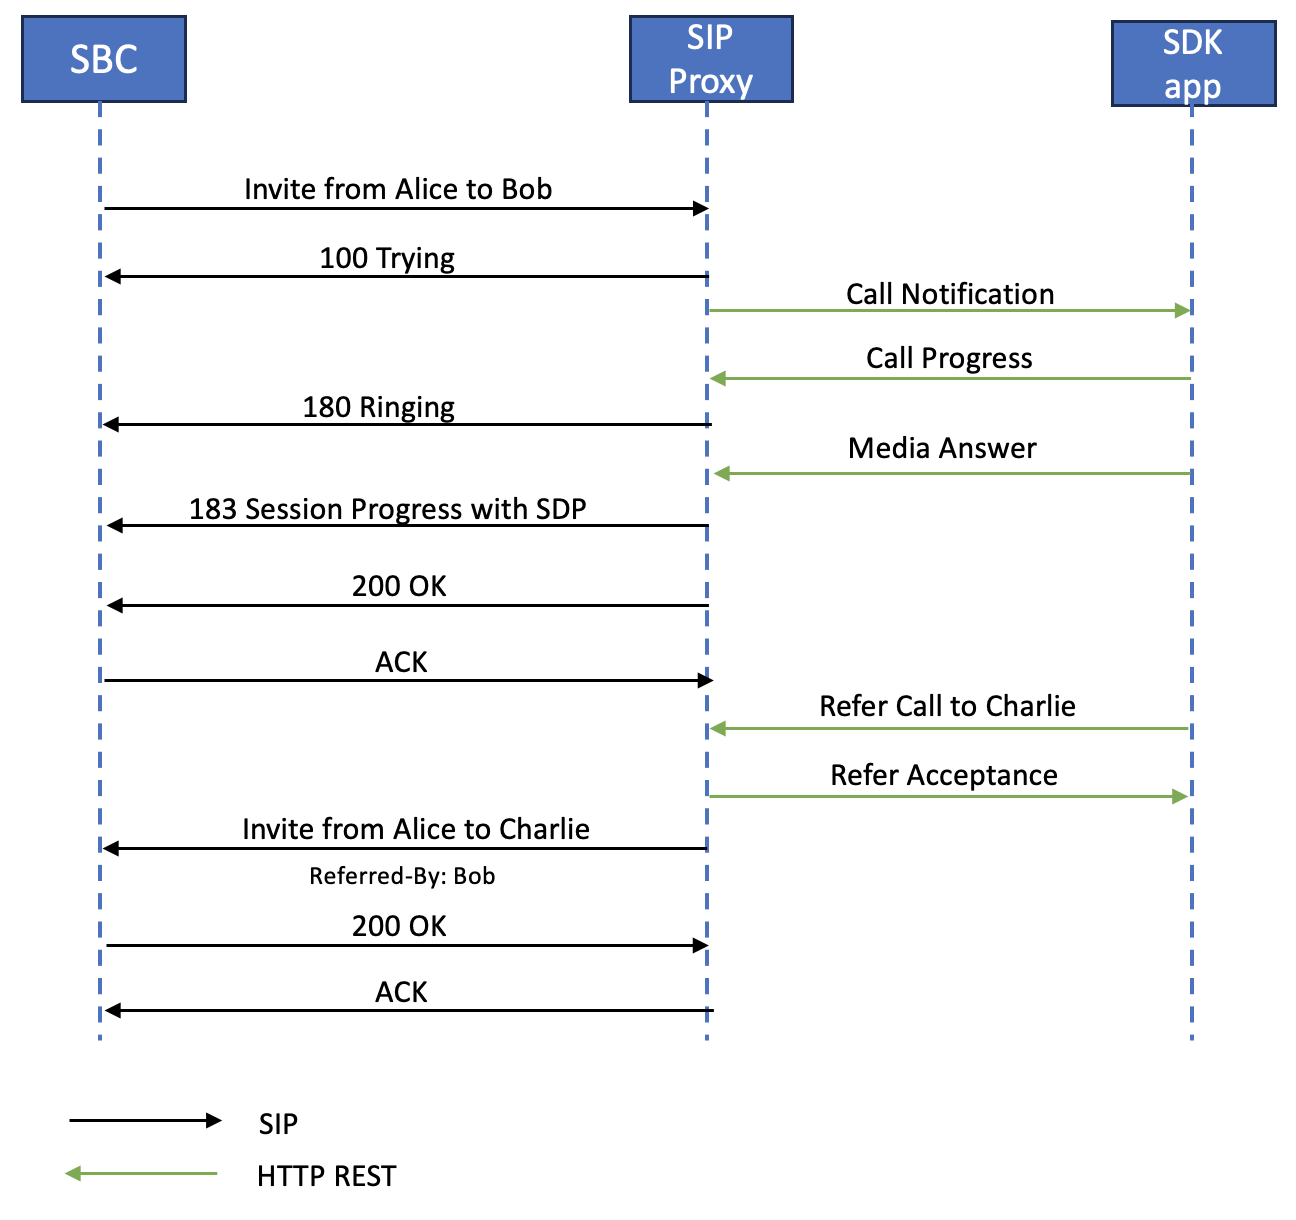 SBC
SIP
Proxy
SDK
app
Invite from Alice to Bob
100 Trying
Call Notification
Call Progress
180 Ringing
Media Answer
183 Session Progress with SDP
200 OK
ACK
Refer Call to Charlie
Refer Acceptance
Invite from Alice to Charlie
Referred-By: Bob
200 OK
ACK
SIP
HTTP REST